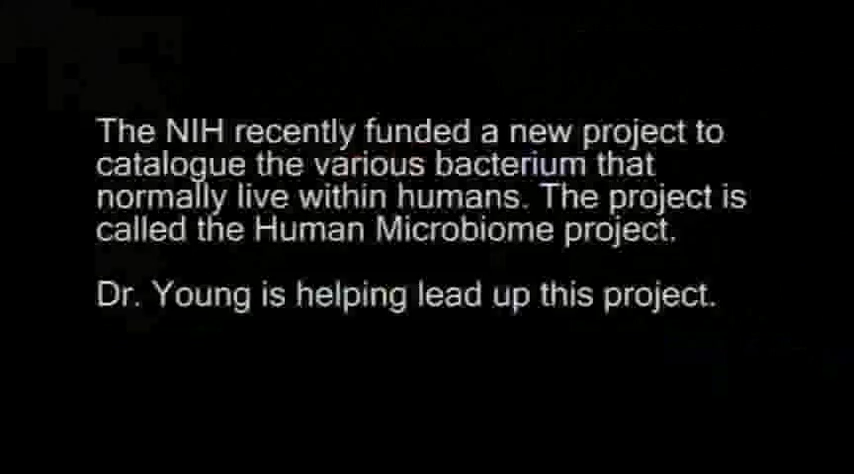 The NIH recently funded a new project to
catalogue the various bacterium that
normally live within humans. The project is
called the Human Microbiome project.
Dr. Young is helping lead up this project.